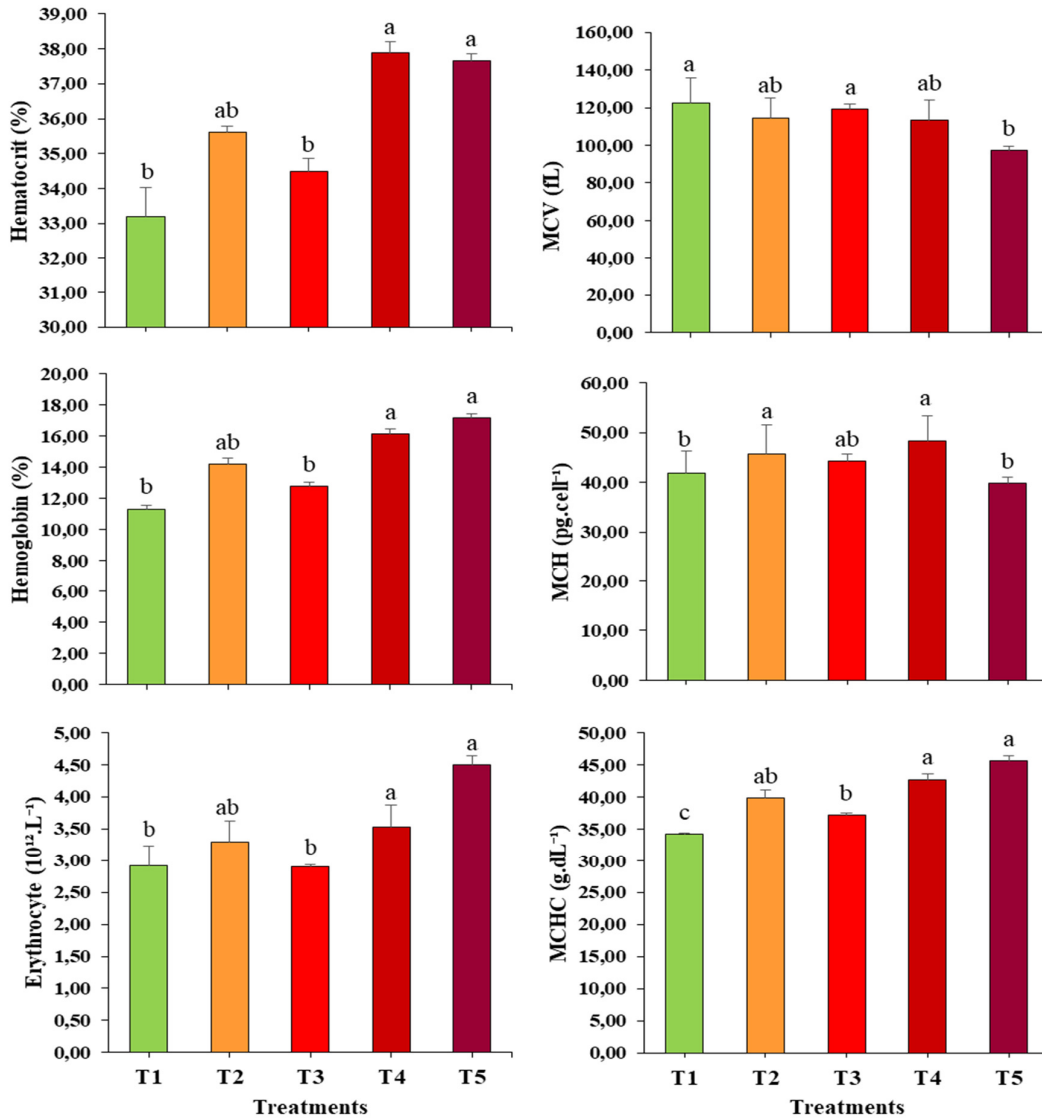 Hematocrit (%)
39,00
38,00
37,00
36,00
35,00
34,00
33,00
32,00
31,00
30,00
b
ab
b
a
a
MCV (fL)
160,00
140,00
120,00
100,00
80,00
60,00
40,00
20,00
0,00
a
ab
a
ab
b
Hemoglobin (%)
20,00
18,00
16,00
14,00
12,00
10,00
8,00
6,00
4,00
2,00
0,00
b
ab
b
a
a
MCH (pg.cell⁻¹)
60,00
50,00
40,00
30,00
20,00
10,00
0,00
b
a
ab
a
b
Erythrocyte (10¹².L⁻¹)
5,00
4,50
4,00
3,50
3,00
2,50
2,00
1,50
1,00
0,50
0,00
b
ab
b
a
a
T1 T2 T3 T4 T5
Treatments
MCHC (g.dL⁻¹)
50,00
45,00
40,00
35,00
30,00
25,00
20,00
15,00
10,00
5,00
0,00
c
ab
b
a
a
T1 T2 T3 T4 T5
Treatments